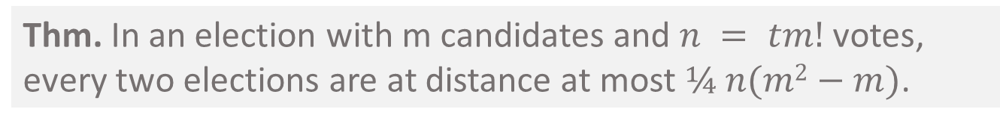 Thm. In an election with m candidates and n = tm! votes,
every two elections are at distance at most ¼ n(m² − m).